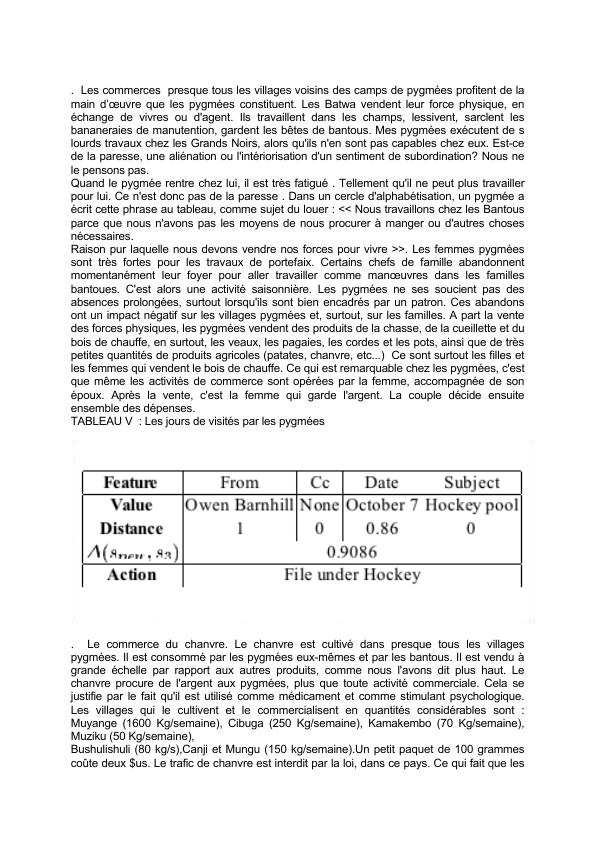 . Les commerces presque tous les villages voisins des camps de pygmées profitent de la
main d'œuvre que les pygmées constituent. Les Batwa vendent leur force physique, en
échange de vivres ou d'agent. Ils travaillent dans les champs, lessivent, sarclent les
bananeraies de manutention, gardent les bêtes de bantous. Mes pygmées exécutent de s
lourds travaux chez les Grands Noirs, alors qu'ils n'en sont pas capables chez eux. Est-ce
de la paresse, une aliénation ou l'intériorisation d'un sentiment de subordination? Nous ne
le pensons pas.
Quand le pygmée rentre chez lui, il est très fatigué . Tellement qu'il ne peut plus travailler
pour lui. Ce n'est donc pas de la paresse . Dans un cercle d'alphabétisation, un pygmée a
écrit cette phrase au tableau, comme sujet du louer : << Nous travaillons chez les Bantous
parce que nous n'avons pas les moyens de nous procurer à manger ou d'autres choses
nécessaires.
Raison pur laquelle nous devons vendre nos forces pour vivre >>. Les femmes pygmées
sont très fortes pour les travaux de portefaix. Certains chefs de famille abandonnent
momentanément leur foyer pour aller travailler comme manœuvres dans les familles
bantoues. C'est alors une activité saisonnière. Les pygmées ne ses soucient pas des
absences prolongées, surtout lorsqu'ils sont bien encadrés par un patron. Ces abandons
ont un impact négatif sur les villages pygmées et, surtout, sur les familles. A part la vente
des forces physiques, les pygmées vendent des produits de la chasse, de la cueillette et du
bois de chauffe, en surtout, les veaux, les pagaies, les cordes et les pots, ainsi que de très
petites quantités de produits agricoles (patates, chanvre, etc...) Ce sont surtout les filles et
les femmes qui vendent le bois de chauffe. Ce qui est remarquable chez les pygmées, c'est
que même les activités de commerce sont opérées par la femme, accompagnée de son
époux. Après la vente, c'est la femme qui garde l'argent. La couple décide ensuite
ensemble des dépenses.
TABLEAU V : Les jours de visités par les pygmées
Feature From Cc Date Subject
Value Owen Barnhill None October 7 Hockey pool
Distance 1 0 0.86 0
Λ(snew, s3) 0.9086
Action File under Hockey
. Le commerce du chanvre. Le chanvre est cultivé dans presque tous les villages
pygmées. Il est consommé par les pygmées eux-mêmes et par les bantous. Il est vendu à
grande échelle par rapport aux autres produits, comme nous l'avons dit plus haut. Le
chanvre procure de l'argent aux pygmées, plus que toute activité commerciale. Cela se
justifie par le fait qu'il est utilisé comme médicament et comme stimulant psychologique.
Les villages qui le cultivent et le commercialisent en quantités considérables sont :
Muyange (1600 Kg/semaine), Cibuga (250 Kg/semaine), Kamakembo (70 Kg/semaine),
Muziku (50 Kg/semaine),
Bushulishuli (80 kg/s),Canji et Mungu (150 kg/semaine).Un petit paquet de 100 grammes
coûte deux $us. Le trafic de chanvre est interdit par la loi, dans ce pays. Ce qui fait que les